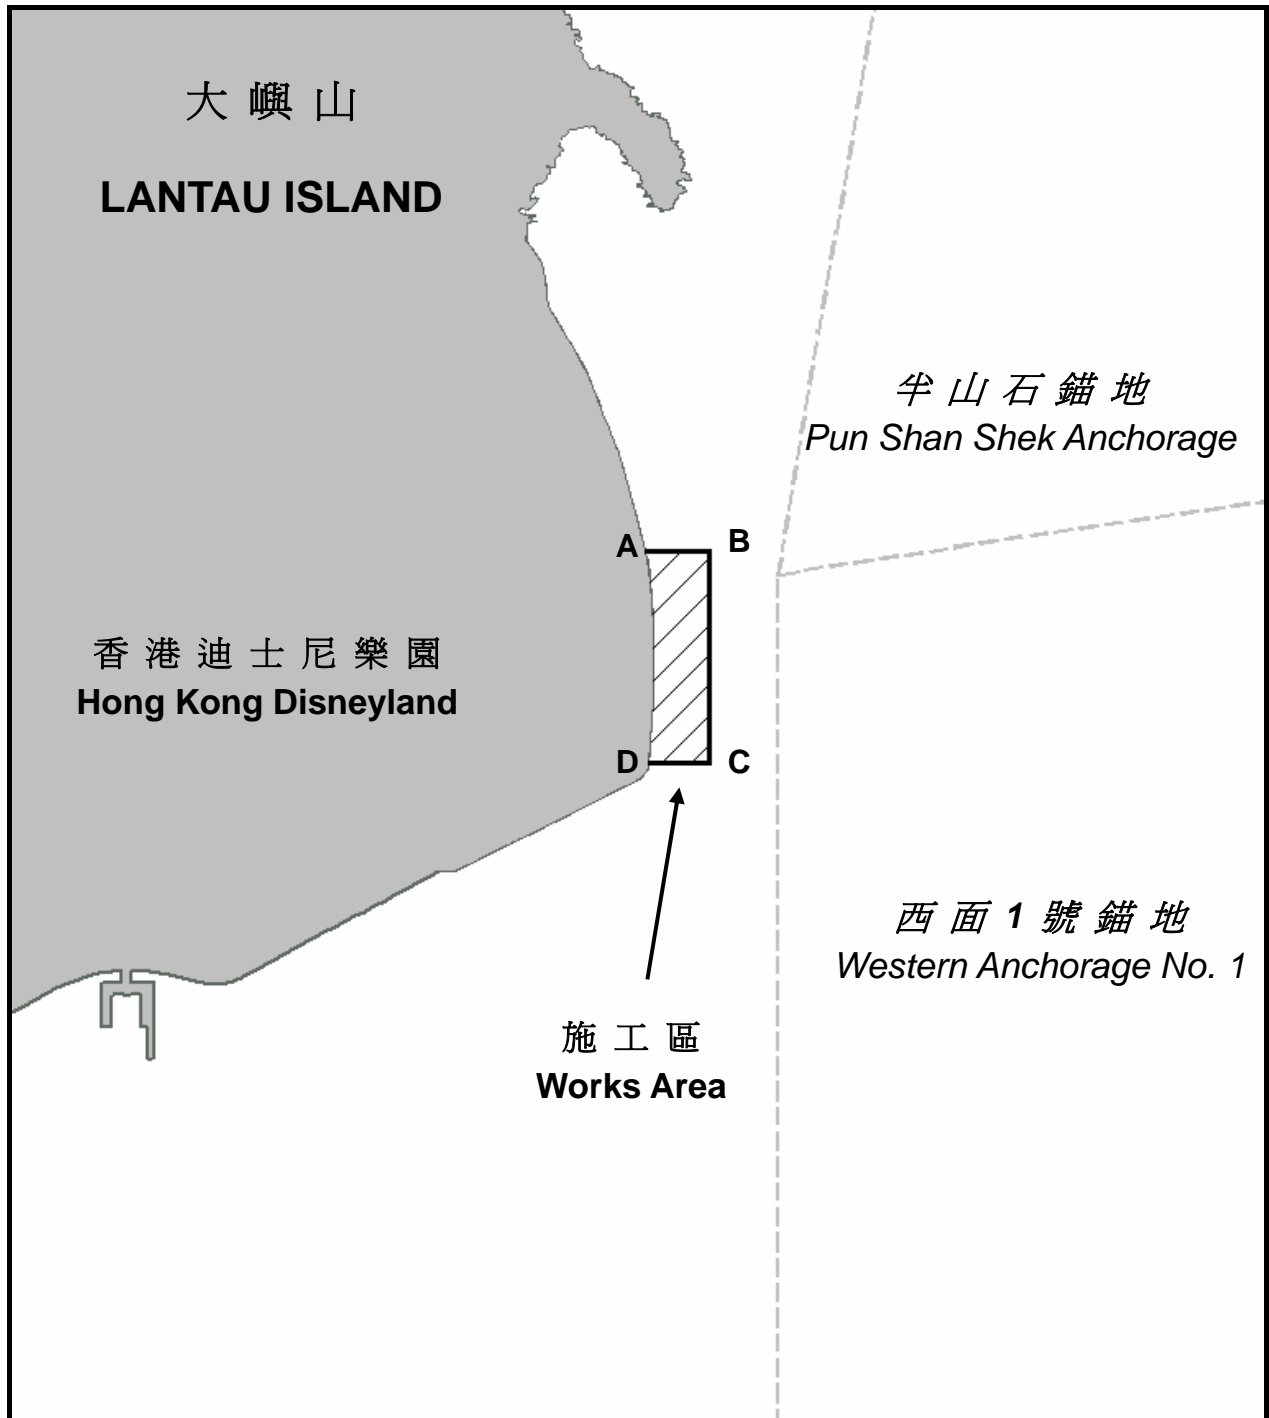 大嶼山
LANTAU ISLAND
半山石錨地
Pun Shan Shek Anchorage
A
B
香港迪士尼樂園
Hong Kong Disneyland
D
C
西面1號錨地
Western Anchorage No. 1
施工區
Works Area